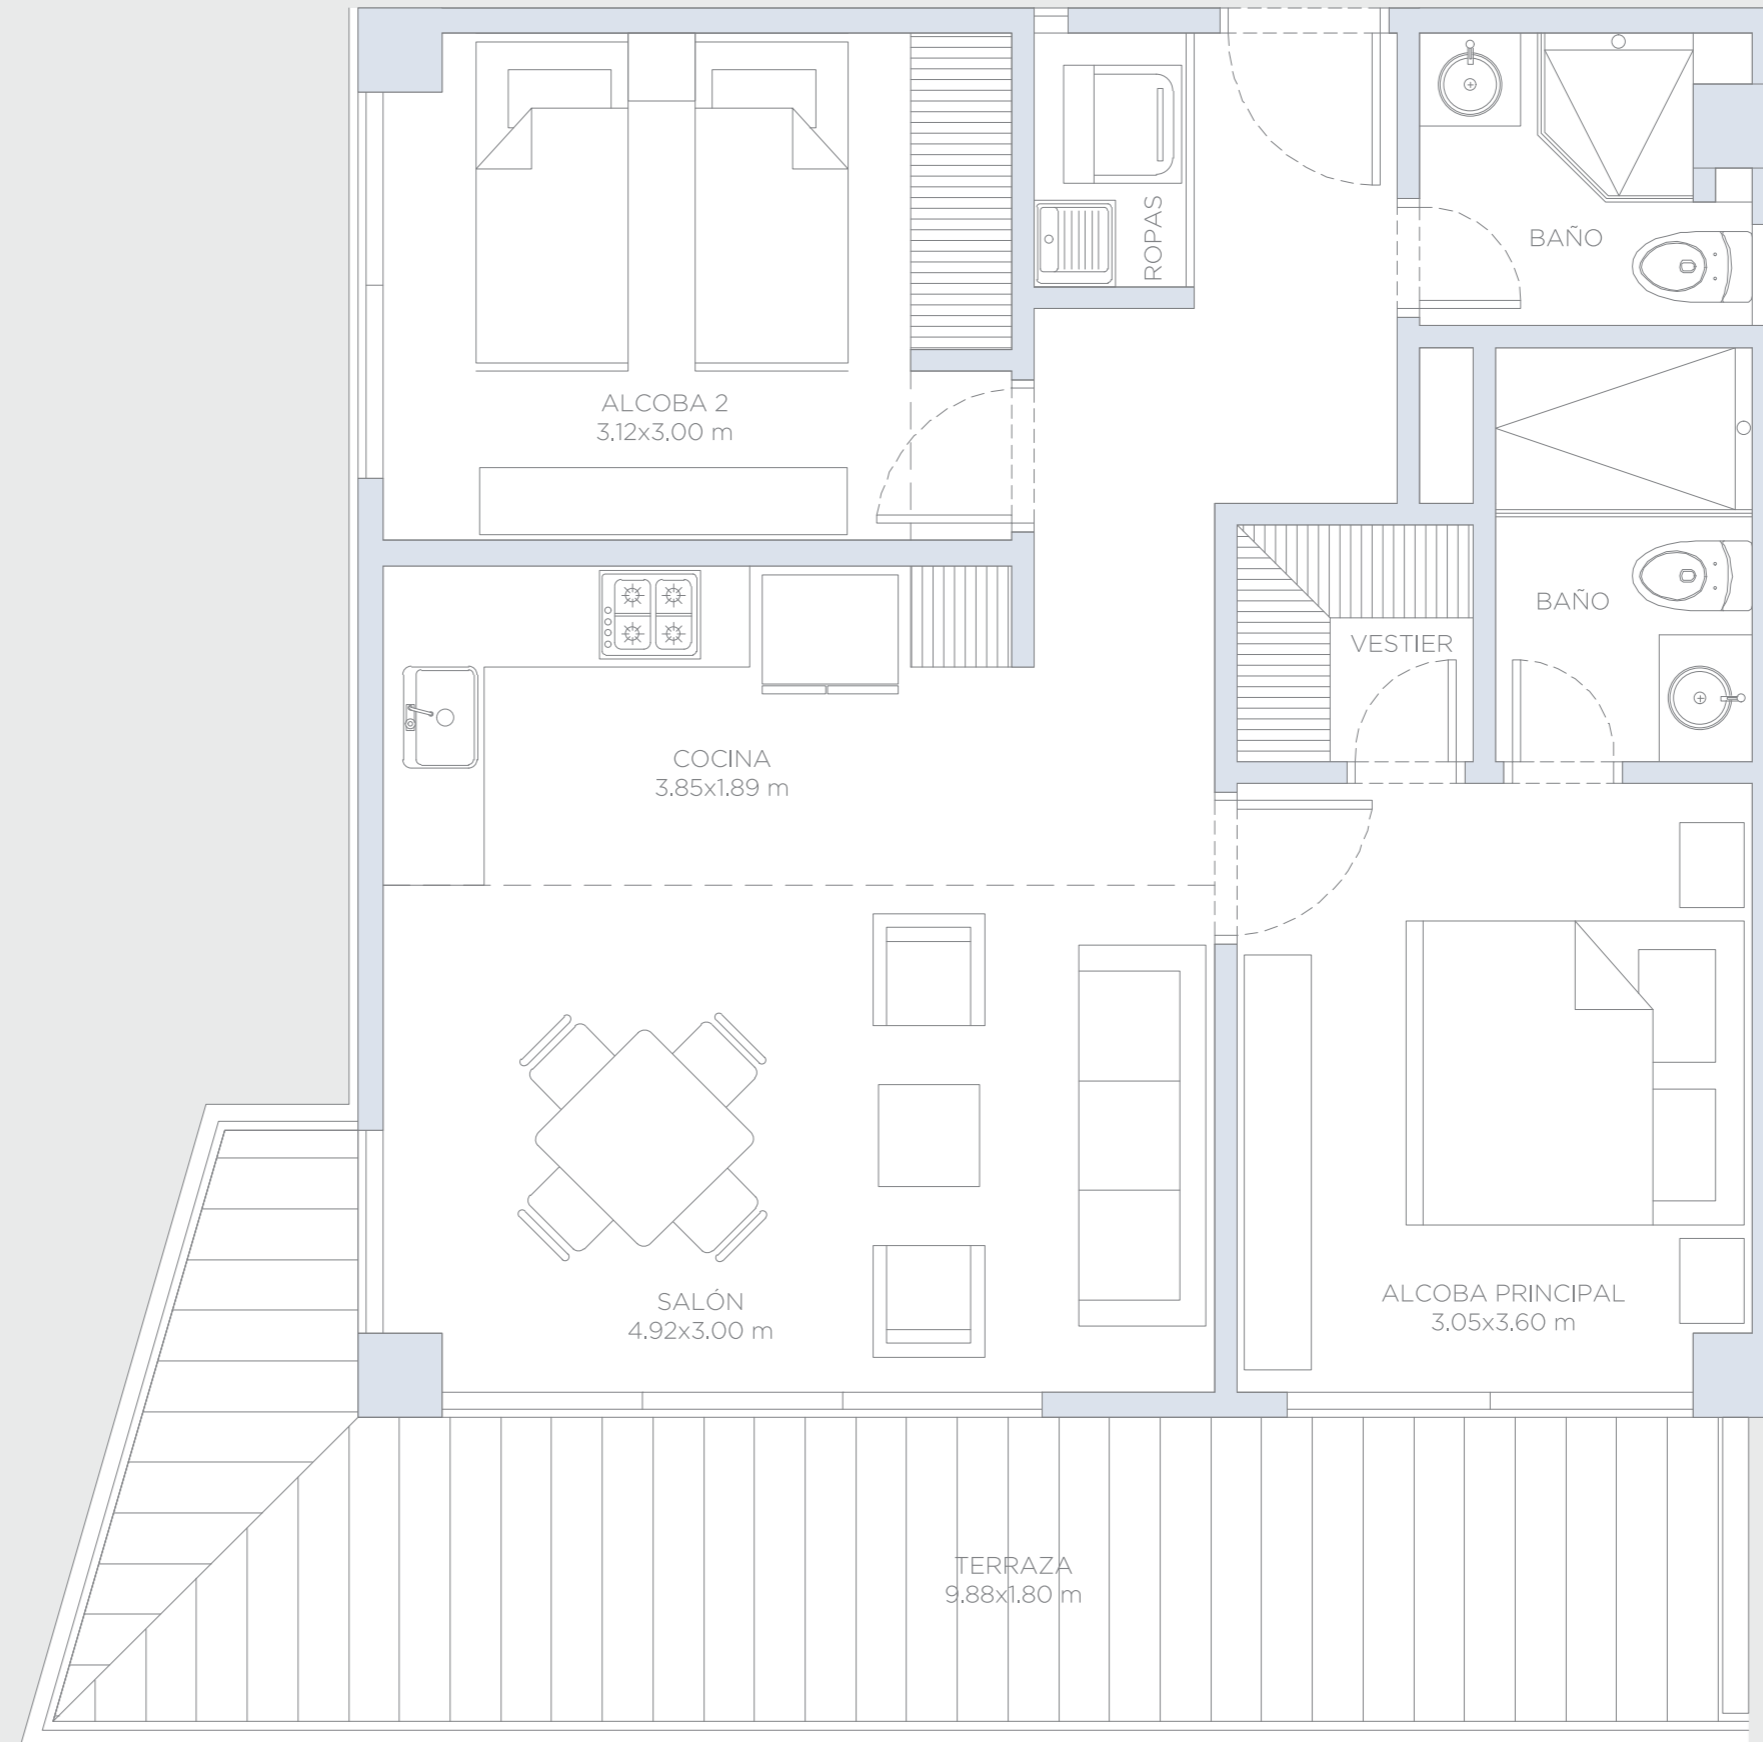 ROPAS
BAÑO
ALCOBA 2
3.12x3.00 m
BAÑO
VESTIER
COCINA
3.85x1.89 m
SALÓN
4.92x3.00 m
ALCOBA PRINCIPAL
3.05x3.60 m
TERRAZA
9.88x1.80 m